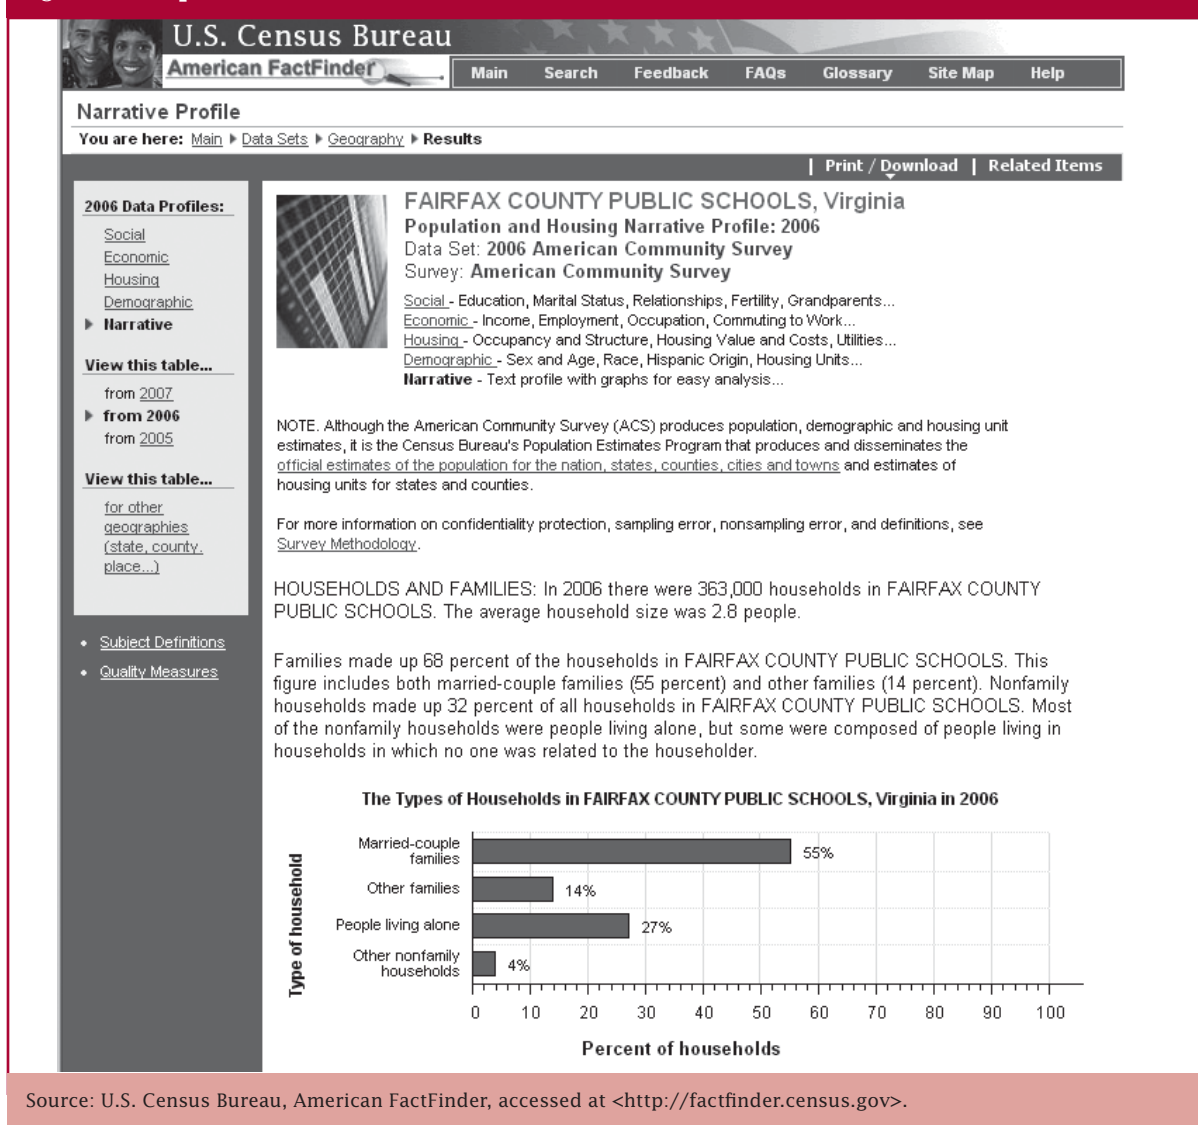 U.S. Census Bureau
American FactFinder
Main Search Feedback FAQs Glossary Site Map Help
Narrative Profile
You are here: Main Data Sets Geography Results
| Print / Download | Related Items
2006 Data Profiles:
Social
Economic
Housing
Demographic
Narrative
View this table...
from 2007
from 2006
from 2005
View this table...
for other
geographies
(state, county,
place...)
• Subject Definitions
• Quality Measures
FAIRFAX COUNTY PUBLIC SCHOOLS, Virginia
Population and Housing Narrative Profile: 2006
Data Set: 2006 American Community Survey
Survey: American Community Survey
Social - Education, Marital Status, Relationships, Fertility, Grandparents...
Economic - Income, Employment, Occupation, Commuting to Work...
Housing - Occupancy and Structure, Housing Value and Costs, Utilities...
Demographic - Sex and Age, Race, Hispanic Origin, Housing Units...
Narrative - Text profile with graphs for easy analysis...
NOTE. Although the American Community Survey (ACS) produces population, demographic and housing unit
estimates, it is the Census Bureau's Population Estimates Program that produces and disseminates the
official estimates of the population for the nation, states, counties, cities and towns and estimates of
housing units for states and counties.
For more information on confidentiality protection, sampling error, nonsampling error, and definitions, see
Survey Methodology.
HOUSEHOLDS AND FAMILIES: In 2006 there were 363,000 households in FAIRFAX COUNTY
PUBLIC SCHOOLS. The average household size was 2.8 people.
Families made up 68 percent of the households in FAIRFAX COUNTY PUBLIC SCHOOLS. This
figure includes both married-couple families (55 percent) and other families (14 percent). Nonfamily
households made up 32 percent of all households in FAIRFAX COUNTY PUBLIC SCHOOLS. Most
of the nonfamily households were people living alone, but some were composed of people living in
households in which no one was related to the householder.
The Types of Households in FAIRFAX COUNTY PUBLIC SCHOOLS, Virginia in 2006
Type of household
Married-couple
families
55%
Other families
14%
People living alone
27%
Other nonfamily
households
4%
0 10 20 30 40 50 60 70 80 90 100
Percent of households
Source: U.S. Census Bureau, American FactFinder, accessed at <http://factfinder.census.gov>.